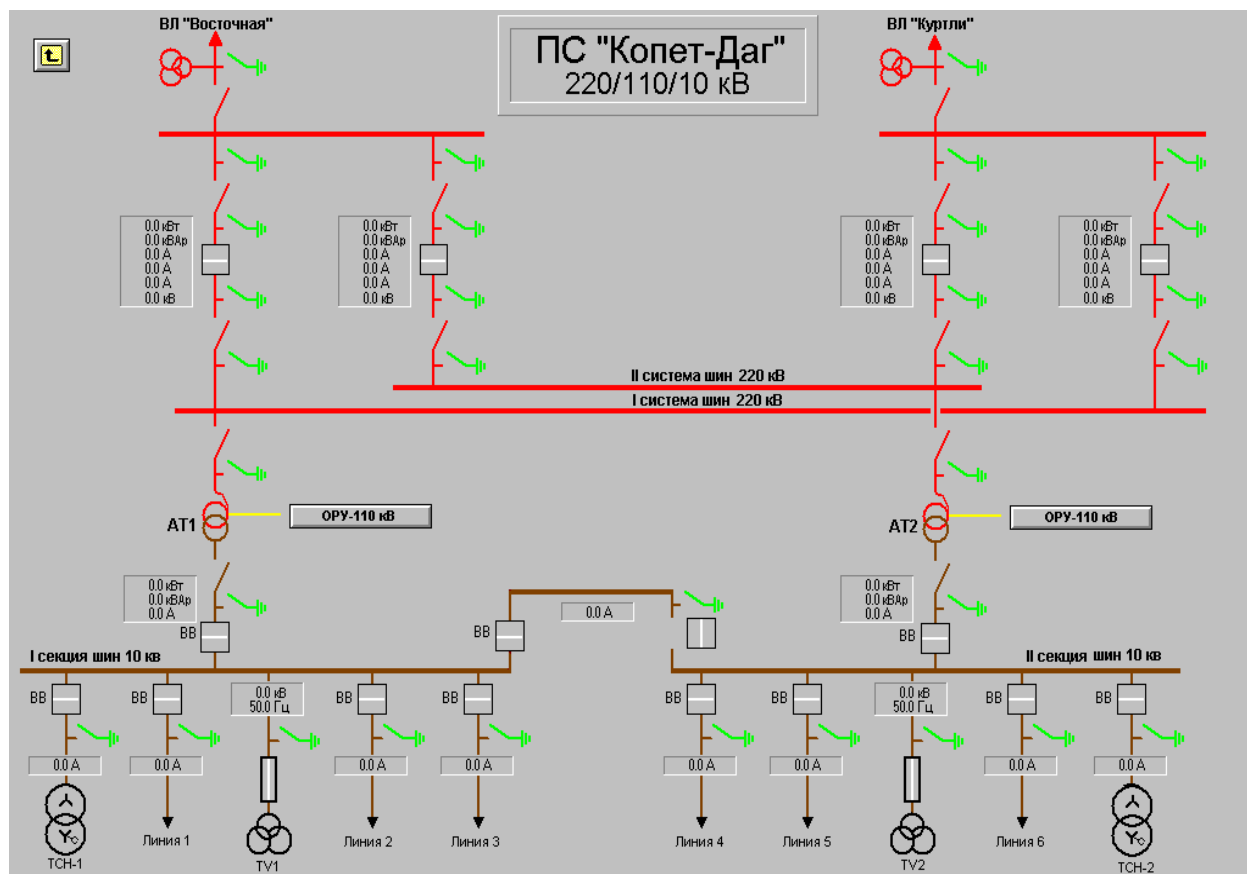 ВЛ "Восточная"
ВЛ "Куртли"
ПС "Копет-Даг"
220/110/10 кВ
0.0 кВт
0.0 кВАр
0.0 А
0.0 А
0.0 А
0.0 кВ
0.0 кВт
0.0 кВАр
0.0 А
0.0 А
0.0 А
0.0 кВ
0.0 кВт
0.0 кВАр
0.0 А
0.0 А
0.0 А
0.0 кВ
0.0 кВт
0.0 кВАр
0.0 А
0.0 А
0.0 А
0.0 кВ
II система шин 220 кВ
I система шин 220 кВ
АТ1
ОРУ-110 кВ
АТ2
ОРУ-110 кВ
0.0 кВт
0.0 кВАр
0.0 А
ВВ
ВВ
0.0 А
0.0 кВт
0.0 кВАр
0.0 А
ВВ
I секция шин 10 кв
II секция шин 10 кв
ВВ
ВВ
0.0 кВ
50.0 Гц
ВВ
ВВ
ВВ
ВВ
0.0 кВ
50.0 Гц
ВВ
ВВ
0.0 А
0.0 А
0.0 А
0.0 А
0.0 А
0.0 А
0.0 А
0.0 А
ТСН-1
Линия 1
TV1
Линия 2
Линия 3
Линия 4
Линия 5
TV2
Линия 6
ТСН-2